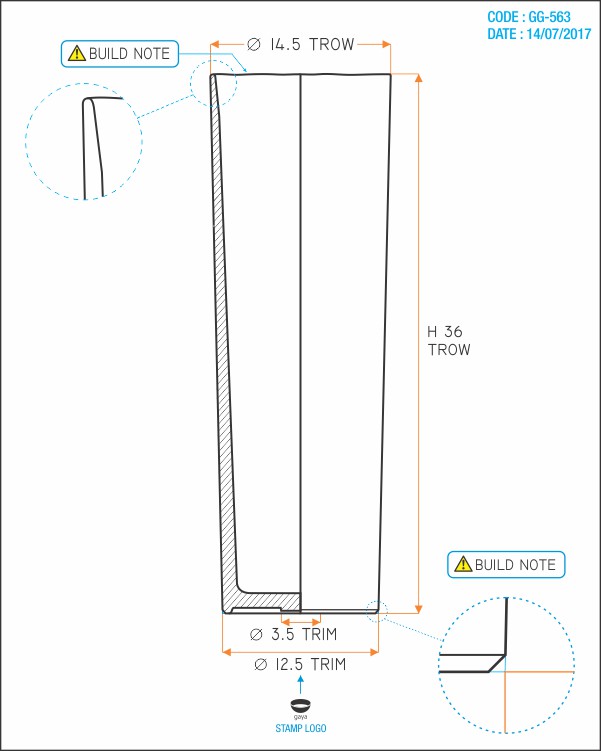 CODE : GG-563
DATE : 14/07/2017
BUILD NOTE
Ø 14.5 TROW
H 36
TROW
BUILD NOTE
Ø 3.5 TRIM
Ø 12.5 TRIM
gaya
STAMP LOGO